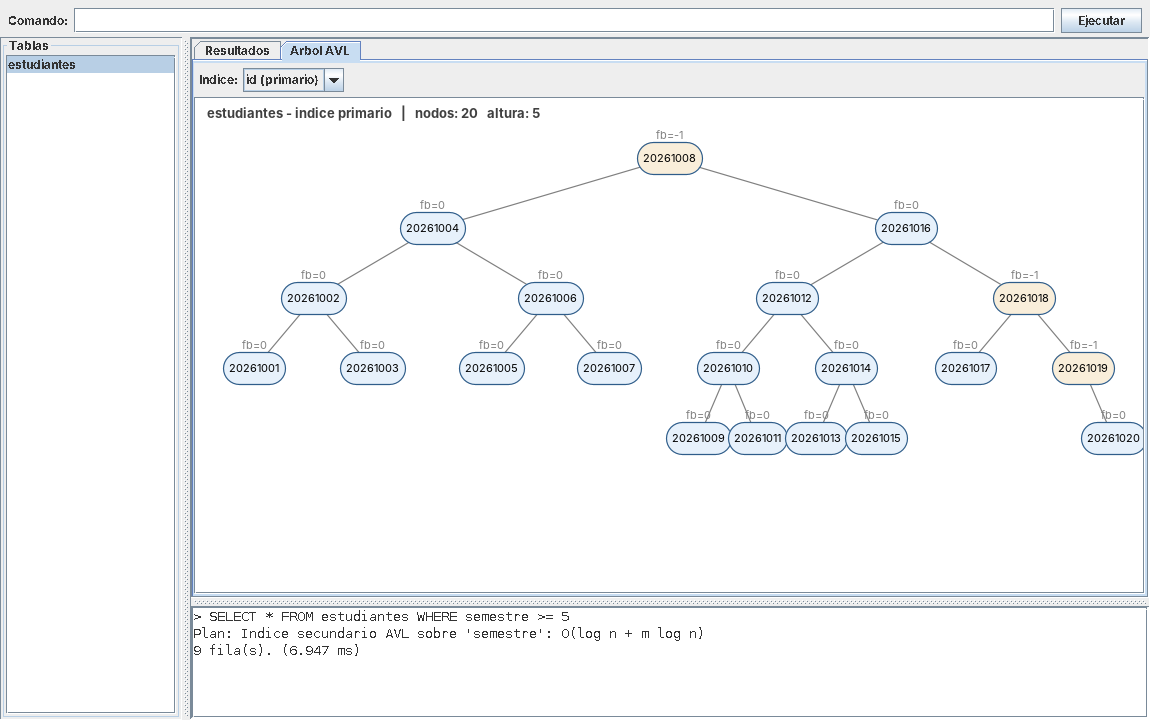 Comando: Ejecutar
Tablas
estudiantes
Resultados Arbol AVL
Indice: id (primario)
estudiantes - indice primario | nodos: 20 altura: 5
fb=-1
20261008
fb=0 fb=0
20261004 20261016
fb=0 fb=0 fb=0 fb=-1
20261002 20261006 20261012 20261018
fb=0 fb=0 fb=0 fb=0 fb=0 fb=0 fb=0 fb=-1
20261001 20261003 20261005 20261007 20261010 20261014 20261017 20261019
fb=0 fb=0 fb=0 fb=0 fb=0
20261009 20261011 20261013 20261015 20261020
> SELECT * FROM estudiantes WHERE semestre >= 5
Plan: Indice secundario AVL sobre 'semestre': O(log n + m log n)
9 fila(s). (6.947 ms)